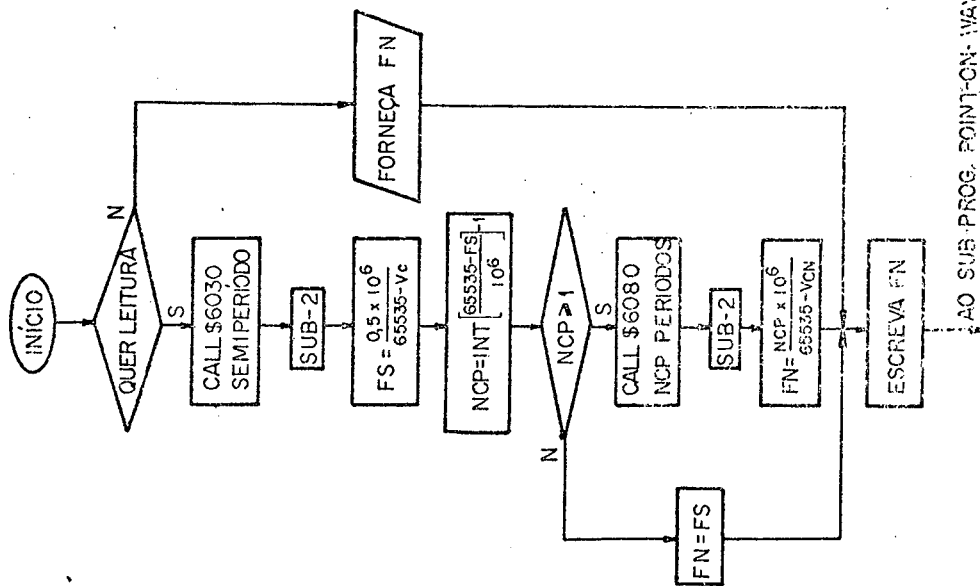 INÍCIO
QUER LEITURA
N
S
CALL $6030
SEMIPERÍODO
FORNEÇA FN
SUB-2
FS = 0,5 x 10⁶ / 65535-Vc
NCP=INT [65535-FS / 10⁶]-1
NCP ≥ 1
N
S
CALL $6080
NCP PERÍODOS
SUB-2
FN=FS
FN= NCP x 10⁶ / 65535-VCN
ESCREVA FN
AO SUB-PROG. POINT-ON-WAV